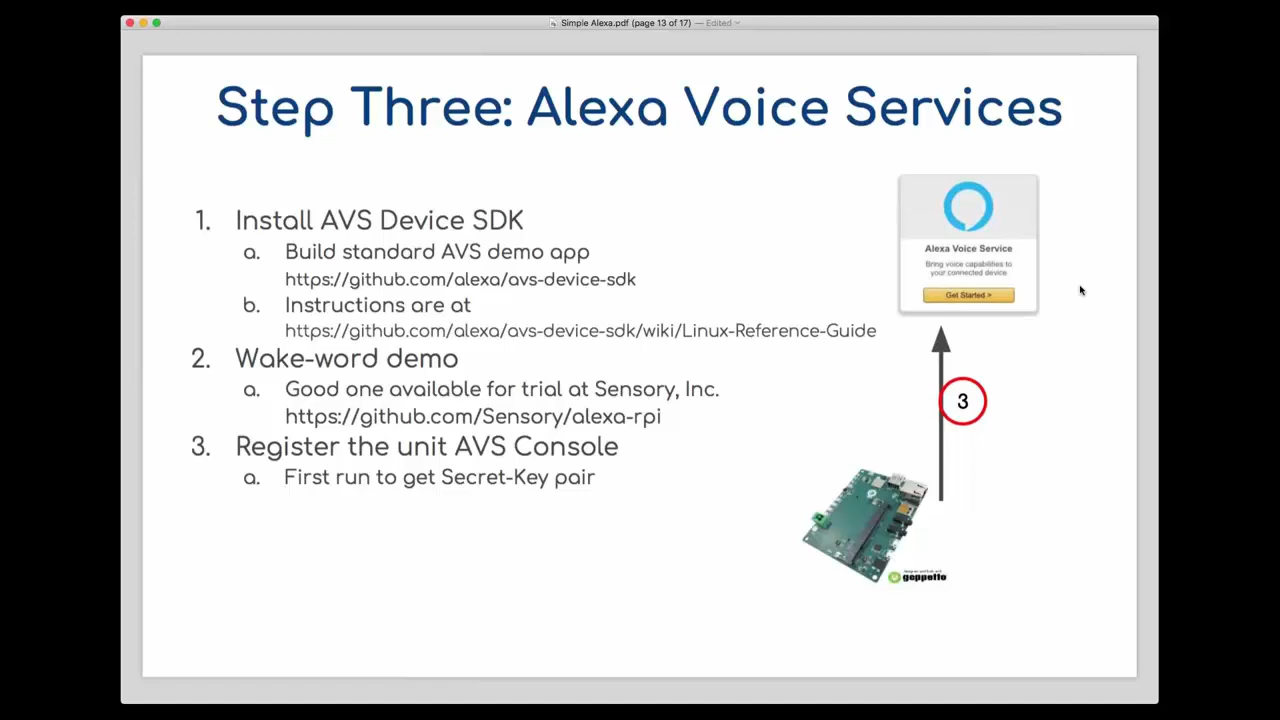 Simple Alexa.pdf (page 13 of 17) — Edited
Step Three: Alexa Voice Services
1. Install AVS Device SDK
a. Build standard AVS demo app
https://github.com/alexa/avs-device-sdk
b. Instructions are at
https://github.com/alexa/avs-device-sdk/wiki/Linux-Reference-Guide
2. Wake-word demo
a. Good one available for trial at Sensory, Inc.
https://github.com/Sensory/alexa-rpi
3. Register the unit AVS Console
a. First run to get Secret-Key pair
Alexa Voice Service
Bring voice capabilities to
your connected device
Get Started >
3
geppetto